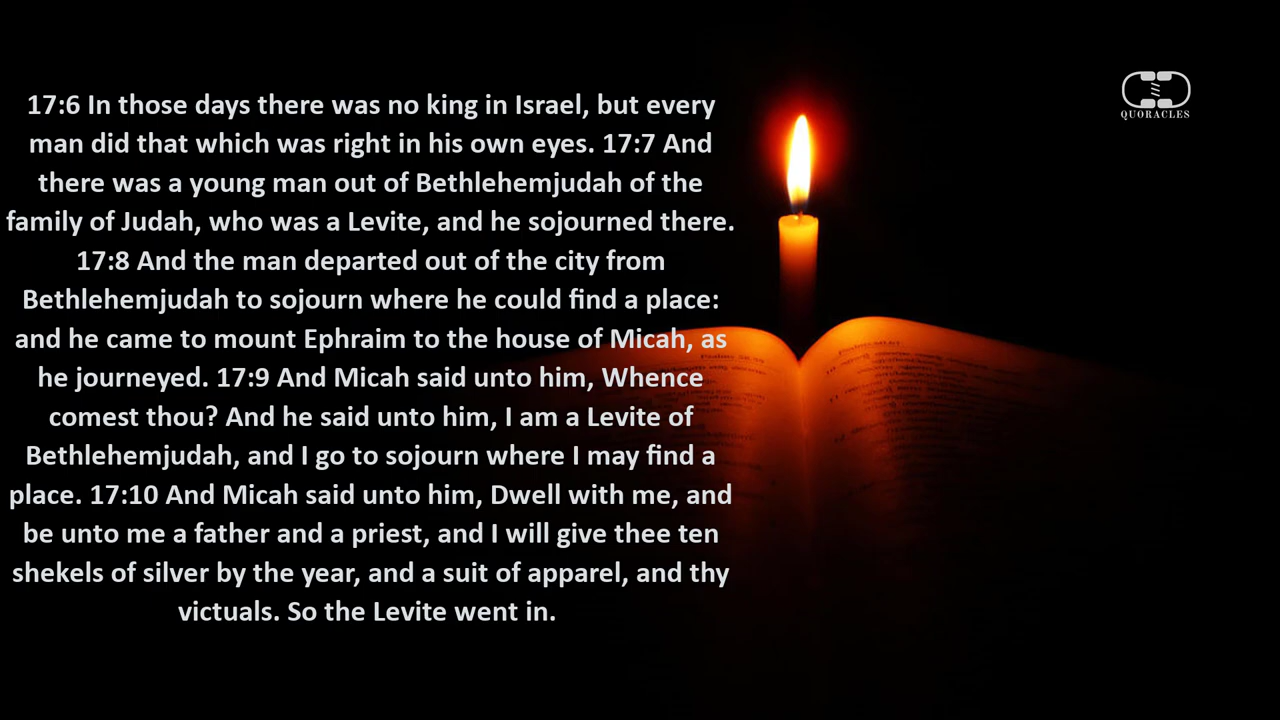 17:6 In those days there was no king in Israel, but every
man did that which was right in his own eyes. 17:7 And
there was a young man out of Bethlehemjudah of the
family of Judah, who was a Levite, and he sojourned there.
17:8 And the man departed out of the city from
Bethlehemjudah to sojourn where he could find a place:
and he came to mount Ephraim to the house of Micah, as
he journeyed. 17:9 And Micah said unto him, Whence
comest thou? And he said unto him, I am a Levite of
Bethlehemjudah, and I go to sojourn where I may find a
place. 17:10 And Micah said unto him, Dwell with me, and
be unto me a father and a priest, and I will give thee ten
shekels of silver by the year, and a suit of apparel, and thy
victuals. So the Levite went in.
QUORACLES